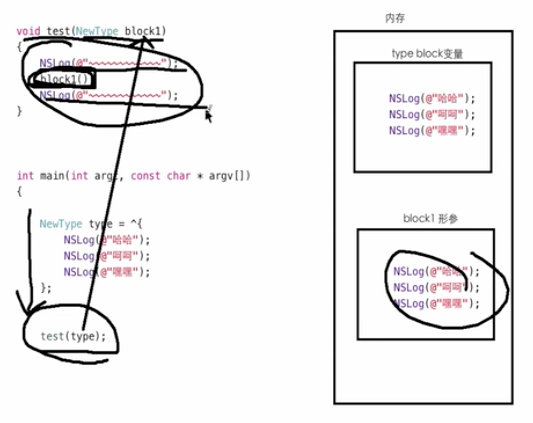 void test(NewType block1)
{
NSLog(@"~~~~~~~~~~~~~");
block1()
NSLog(@"~~~~~~~~~~~~~");
}
int main(int argc, const char * argv[])
{
NewType type = ^{
NSLog(@"哈哈");
NSLog(@"呵呵");
NSLog(@"嘿嘿");
};
test(type);
内存
type block变量
NSLog(@"哈哈");
NSLog(@"呵呵");
NSLog(@"嘿嘿");
block1 形参
NSLog(@"哈哈");
NSLog(@"呵呵");
NSLog(@"嘿嘿");